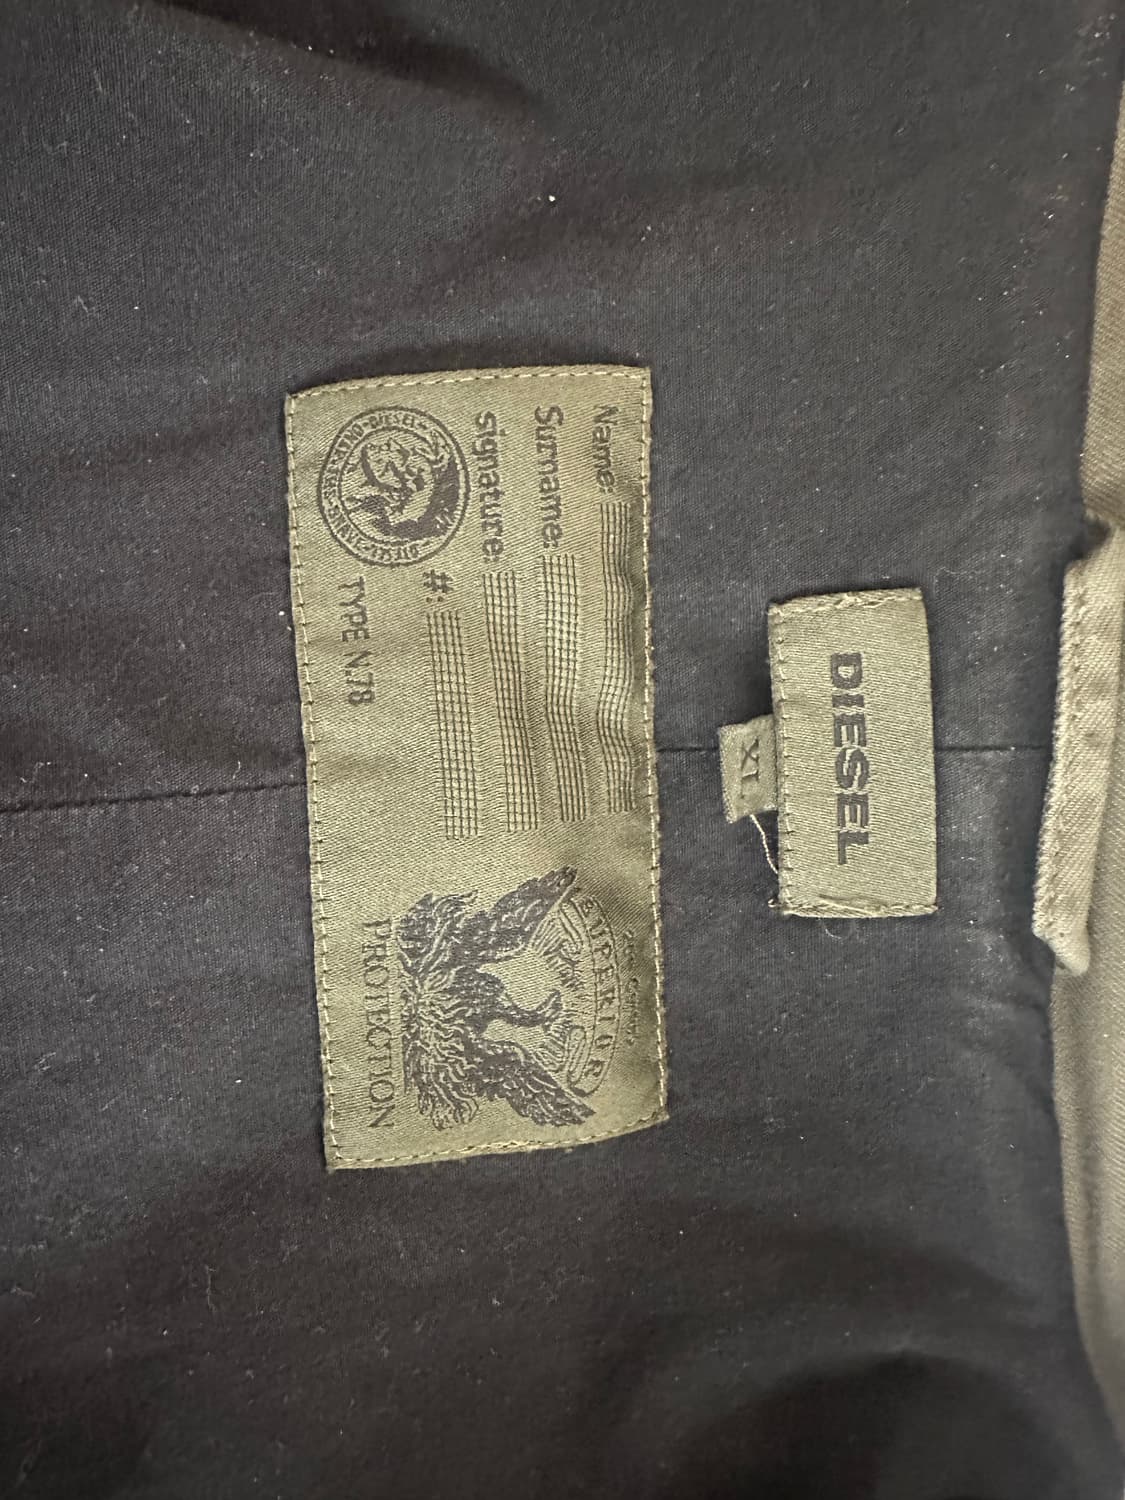 DIESEL
XL
Name:
Surname:
signature:
#:
TYPE N.78
SUPERIOR
PROTECTION